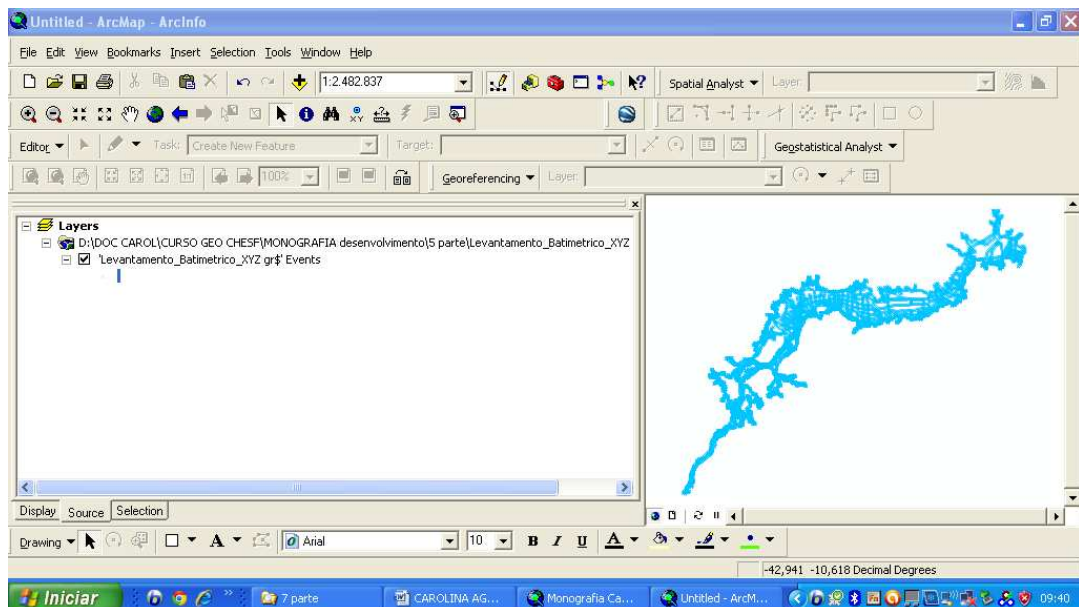 Untitled - ArcMap - ArcInfo
File Edit View Bookmarks Insert Selection Tools Window Help
1:2.482.837
Spatial Analyst
Layer:
Editor
Task: Create New Feature
Target:
Geostatistical Analyst
100%
Georeferencing
Layer:
Layers
D:\DOC CAROL\CURSO GEO CHESF\MONOGRAFIA desenvolvimento\5 parte\Levantamento_Batimetrico_XYZ
'Levantamento_Batimetrico_XYZ gr$' Events
Display Source Selection
Drawing
A
Arial
10
B I U A
-42,941 -10,618 Decimal Degrees
Iniciar
7 parte
CAROLINA AG...
Monografia Ca...
Untitled - ArcM...
09:40